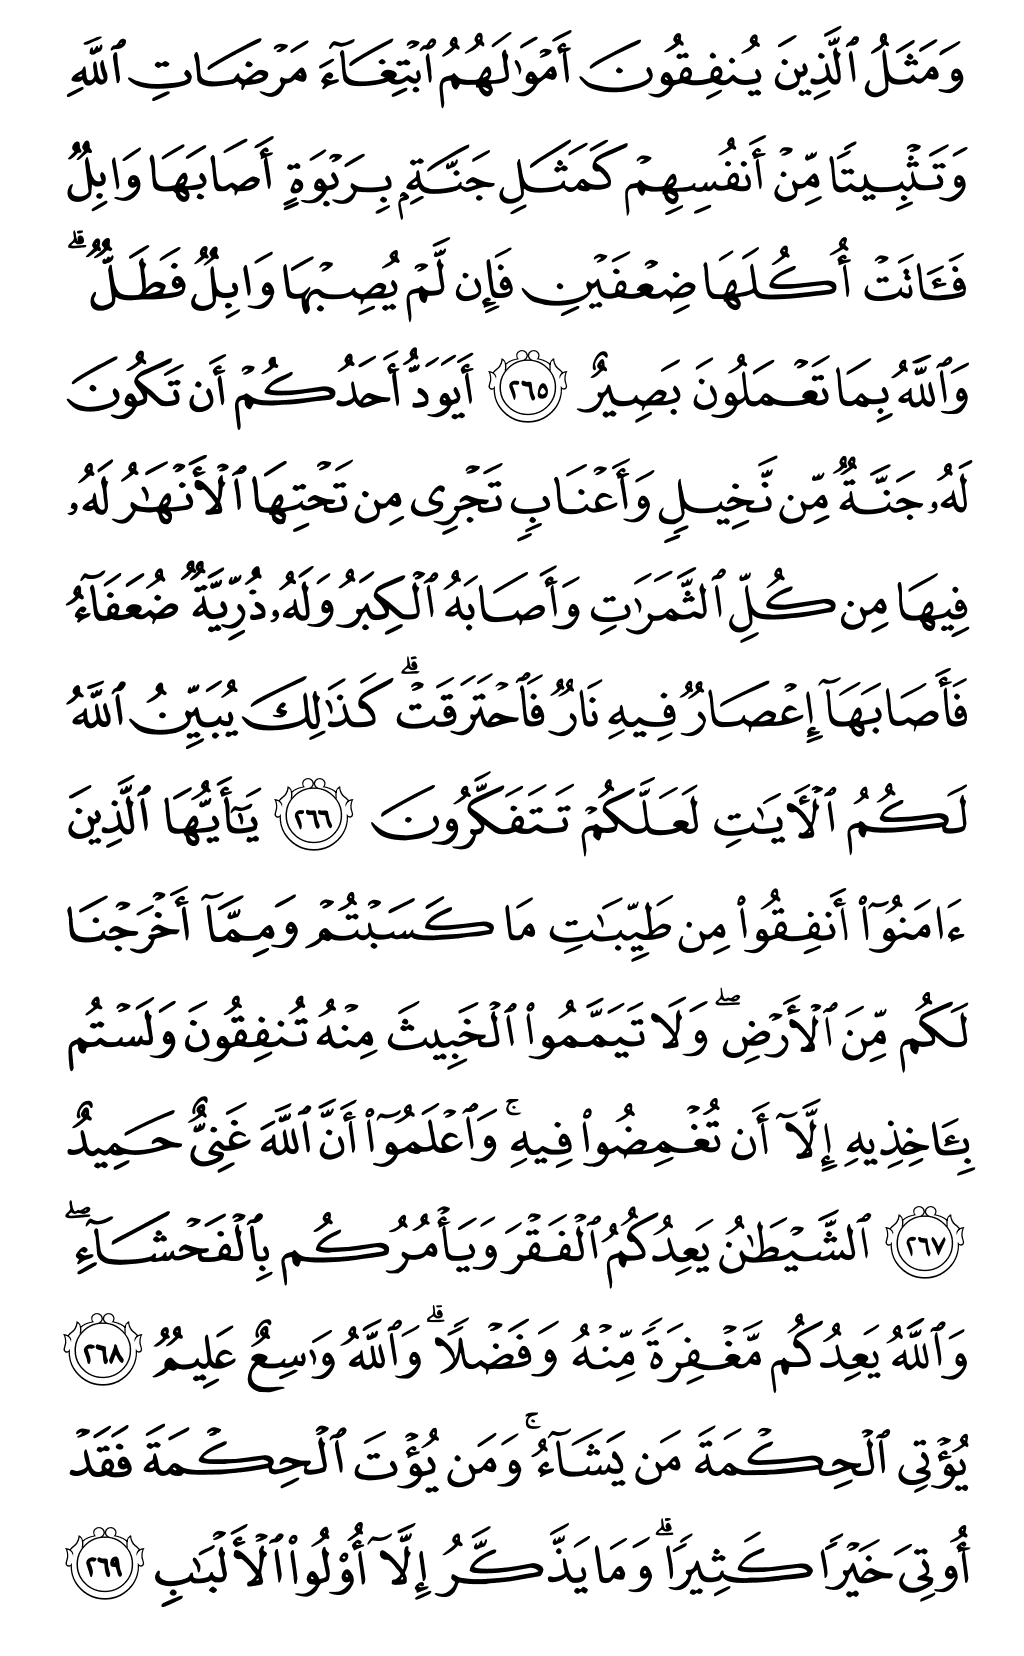 وَمَثَلُ ٱلَّذِينَ يُنفِقُونَ أَمْوَٰلَهُمُ ٱبْتِغَآءَ مَرْضَاتِ ٱللَّهِ
وَتَثْبِيتًا مِّنْ أَنفُسِهِمْ كَمَثَلِ جَنَّةٍۭ بِرَبْوَةٍ أَصَابَهَا وَابِلٌ
فَـَٔاتَتْ أُكُلَهَا ضِعْفَيْنِ فَإِن لَّمْ يُصِبْهَا وَابِلٌ فَطَلٌّ ۗ
وَٱللَّهُ بِمَا تَعْمَلُونَ بَصِيرٌ ٢٦٥ أَيَوَدُّ أَحَدُكُمْ أَن تَكُونَ
لَهُۥ جَنَّةٌ مِّن نَّخِيلٍ وَأَعْنَابٍ تَجْرِى مِن تَحْتِهَا ٱلْأَنْهَٰرُ لَهُۥ
فِيهَا مِن كُلِّ ٱلثَّمَرَٰتِ وَأَصَابَهُ ٱلْكِبَرُ وَلَهُۥ ذُرِّيَّةٌ ضُعَفَآءُ
فَأَصَابَهَآ إِعْصَارٌ فِيهِ نَارٌ فَٱحْتَرَقَتْ ۗ كَذَٰلِكَ يُبَيِّنُ ٱللَّهُ
لَكُمُ ٱلْـَٔايَٰتِ لَعَلَّكُمْ تَتَفَكَّرُونَ ٢٦٦ يَٰٓأَيُّهَا ٱلَّذِينَ
ءَامَنُوٓا۟ أَنفِقُوا۟ مِن طَيِّبَٰتِ مَا كَسَبْتُمْ وَمِمَّآ أَخْرَجْنَا
لَكُم مِّنَ ٱلْأَرْضِ ۖ وَلَا تَيَمَّمُوا۟ ٱلْخَبِيثَ مِنْهُ تُنفِقُونَ وَلَسْتُم
بِـَٔاخِذِيهِ إِلَّآ أَن تُغْمِضُوا۟ فِيهِ ۚ وَٱعْلَمُوٓا۟ أَنَّ ٱللَّهَ غَنِىٌّ حَمِيدٌ
٢٦٧ ٱلشَّيْطَٰنُ يَعِدُكُمُ ٱلْفَقْرَ وَيَأْمُرُكُم بِٱلْفَحْشَآءِ ۖ
وَٱللَّهُ يَعِدُكُم مَّغْفِرَةً مِّنْهُ وَفَضْلًا ۗ وَٱللَّهُ وَٰسِعٌ عَلِيمٌ ٢٦٨
يُؤْتِى ٱلْحِكْمَةَ مَن يَشَآءُ ۚ وَمَن يُؤْتَ ٱلْحِكْمَةَ فَقَدْ
أُوتِىَ خَيْرًا كَثِيرًا ۗ وَمَا يَذَّكَّرُ إِلَّآ أُو۟لُوا۟ ٱلْأَلْبَٰبِ ٢٦٩